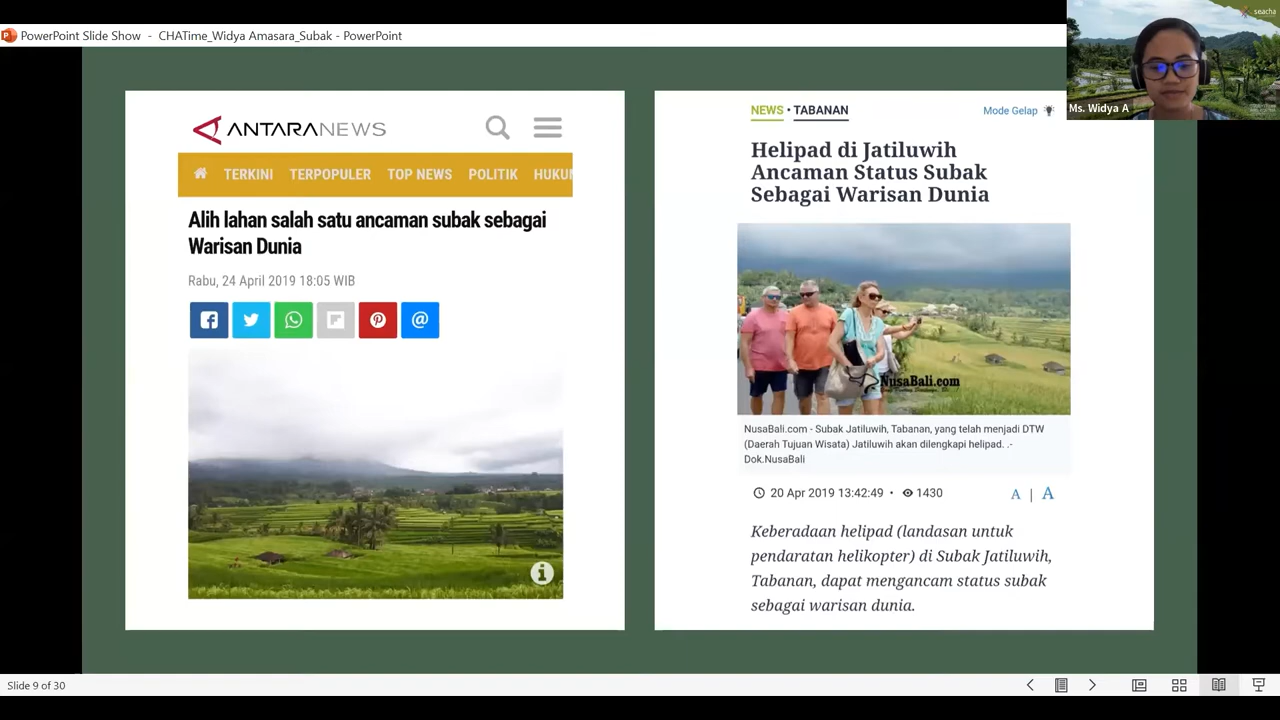 PowerPoint Slide Show - CHATime_Widya Amasara_Subak - PowerPoint
seacha
Ms. Widya A
ANTARANEWS
TERKINI TERPOPULER TOP NEWS POLITIK HUKUM
Alih lahan salah satu ancaman subak sebagai
Warisan Dunia
Rabu, 24 April 2019 18:05 WIB
NEWS • TABANAN
Mode Gelap
Helipad di Jatiluwih
Ancaman Status Subak
Sebagai Warisan Dunia
NusaBali.com
NusaBali.com - Subak Jatiluwih, Tabanan, yang telah menjadi DTW
(Daerah Tujuan Wisata) Jatiluwih akan dilengkapi helipad. .-
Dok.NusaBali
20 Apr 2019 13:42:49 • 1430
A | A
Keberadaan helipad (landasan untuk
pendaratan helikopter) di Subak Jatiluwih,
Tabanan, dapat mengancam status subak
sebagai warisan dunia.
Slide 9 of 30